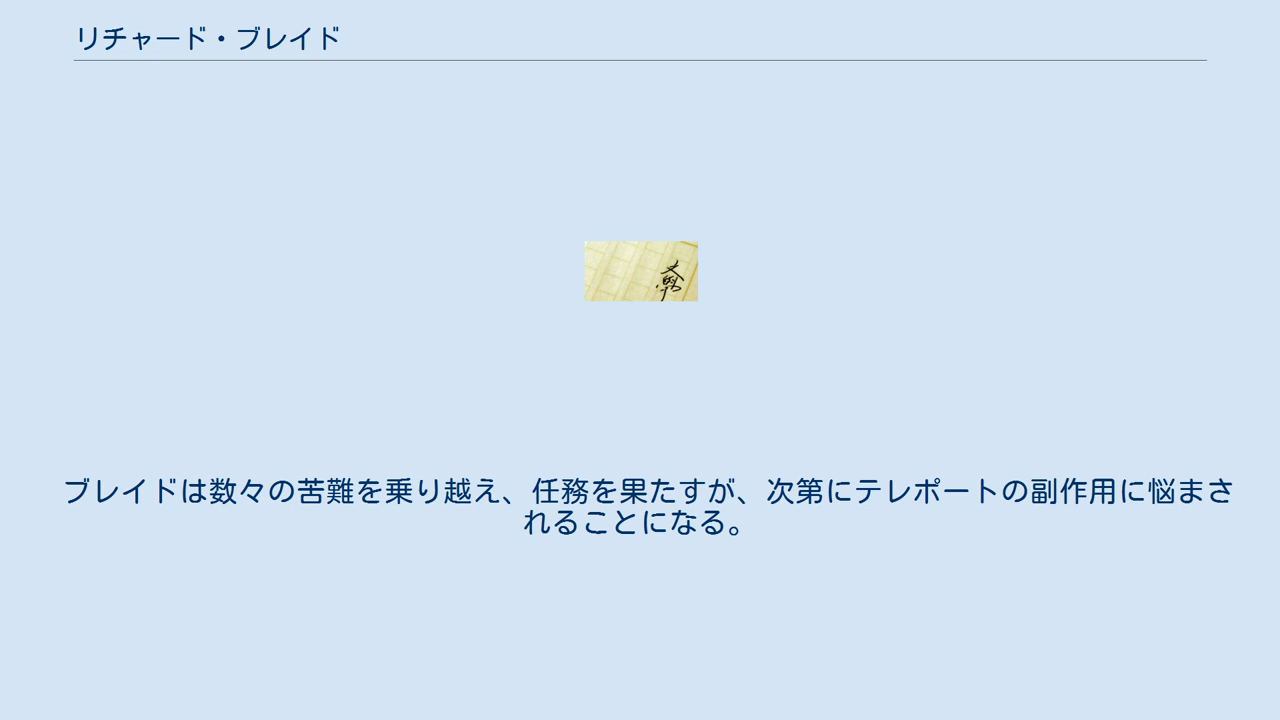 リチャード・ブレイド
ブレイドは数々の苦難を乗り越え、任務を果たすが、次第にテレポートの副作用に悩まさ
れることになる。